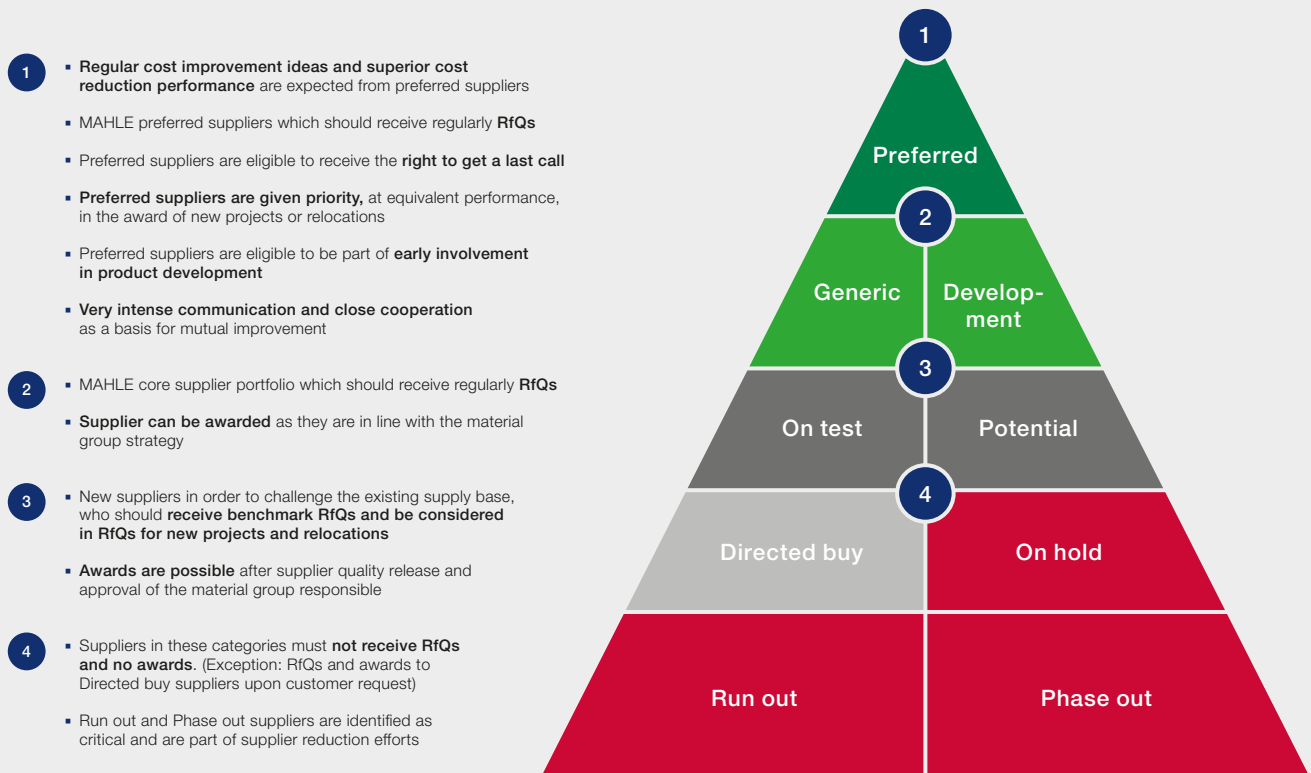 1
▪ Regular cost improvement ideas and superior cost
reduction performance are expected from preferred suppliers
▪ MAHLE preferred suppliers which should receive regularly RfQs
▪ Preferred suppliers are eligible to receive the right to get a last call
▪ Preferred suppliers are given priority, at equivalent performance,
in the award of new projects or relocations
▪ Preferred suppliers are eligible to be part of early involvement
in product development
▪ Very intense communication and close cooperation
as a basis for mutual improvement
2
▪ MAHLE core supplier portfolio which should receive regularly RfQs
▪ Supplier can be awarded as they are in line with the material
group strategy
3
▪ New suppliers in order to challenge the existing supply base,
who should receive benchmark RfQs and be considered
in RfQs for new projects and relocations
▪ Awards are possible after supplier quality release and
approval of the material group responsible
4
▪ Suppliers in these categories must not receive RfQs
and no awards. (Exception: RfQs and awards to
Directed buy suppliers upon customer request)
▪ Run out and Phase out suppliers are identified as
critical and are part of supplier reduction efforts
1
Preferred
2
Generic
Develop-
ment
3
On test
Potential
4
Directed buy
On hold
Run out
Phase out